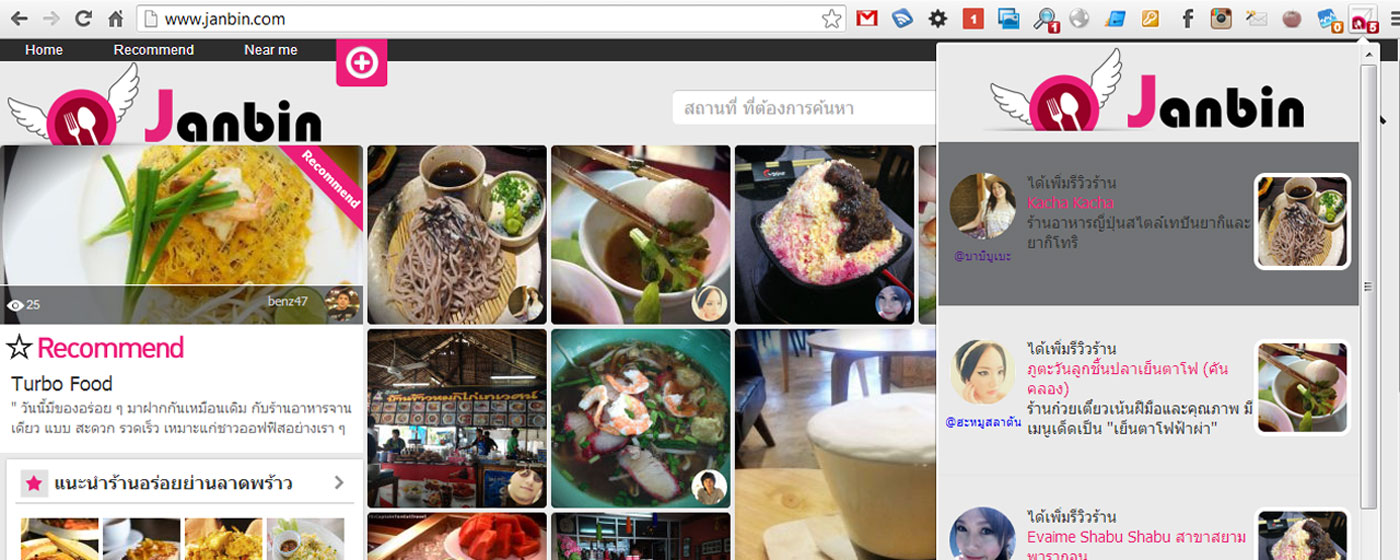 www.janbin.com
1
1
0
5
Home
Recommend
Near me
Janbin
สถานที่ ที่ต้องการค้นหา
Recommend
25
benz47
Recommend
Turbo Food
" วันนี้มีของอร่อย ๆ มาฝากกันเหมือนเดิม กับร้านอาหารจาน
เดียว แบบ สะดวก รวดเร็ว เหมาะแก่ชาวออฟฟิสอย่างเรา ๆ
แนะนำร้านอร่อยย่านลาดพร้าว
Janbin
ได้เพิ่มรีวิวร้าน
Kacha Kacha
ร้านอาหารญี่ปุ่นสไตล์เทปันยากิและ
ยากิโทริ
@บามิบูเบะ
ได้เพิ่มรีวิวร้าน
ภูตะวันลูกชิ้นปลาเย็นตาโฟ (คัน
คลอง)
ร้านก๋วยเตี๋ยวเน้นฝีมือและคุณภาพ มี
เมนูเด็ดเป็น "เย็นตาโฟฟ้าผ่า"
@ฮะหมูสลาตัน
ได้เพิ่มรีวิวร้าน
Evaime Shabu Shabu สาขาสยาม
พารากอน